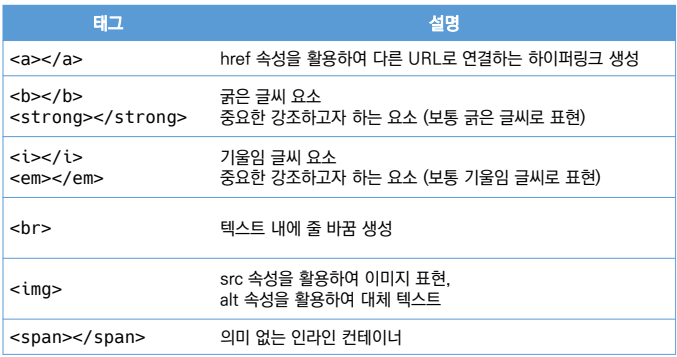 태그 설명
<a></a> href 속성을 활용하여 다른 URL로 연결하는 하이퍼링크 생성
<b></b> 굵은 글씨 요소
<strong></strong> 중요한 강조하고자 하는 요소 (보통 굵은 글씨로 표현)
<i></i> 기울임 글씨 요소
<em></em> 중요한 강조하고자 하는 요소 (보통 기울임 글씨로 표현)
<br> 텍스트 내에 줄 바꿈 생성
<img> src 속성을 활용하여 이미지 표현,
alt 속성을 활용하여 대체 텍스트
<span></span> 의미 없는 인라인 컨테이너